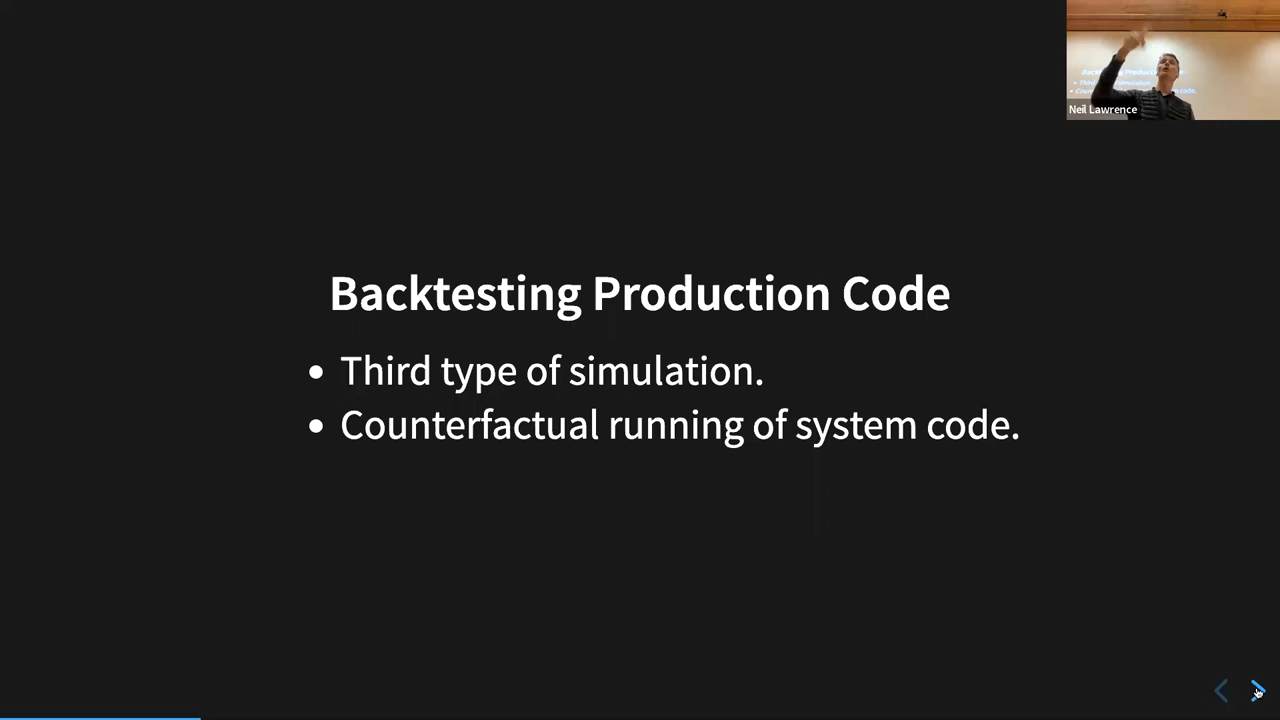 Neil Lawrence
Backtesting Production Code
• Third type of simulation.
• Counterfactual running of system code.